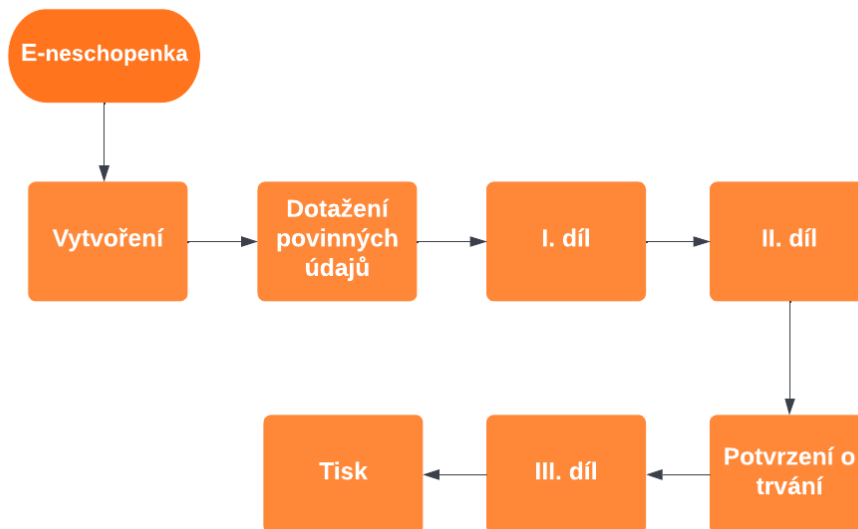 E-neschopenka
Vytvoření
Dotažení
povinných
údajů
I. díl
II. díl
Potvrzení o
trvání
III. díl
Tisk